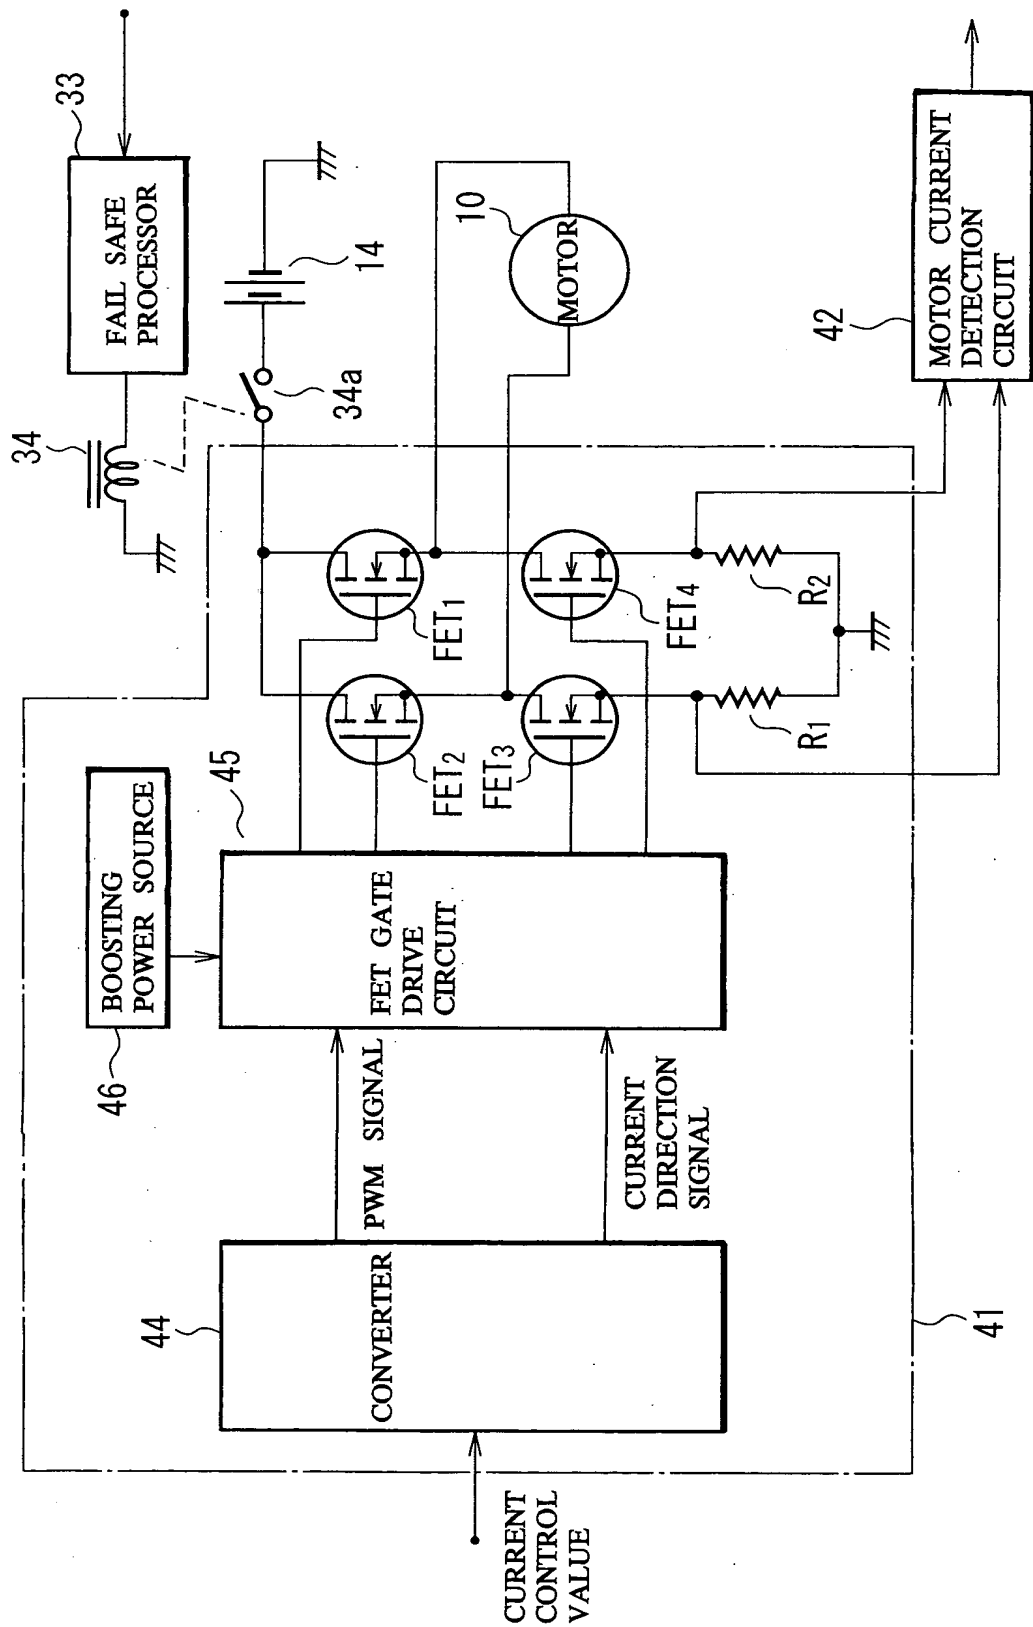 33
FAIL SAFE
PROCESSOR
34
34a
14
10
MOTOR
42
MOTOR CURRENT
DETECTION
CIRCUIT
46
BOOSTING
POWER SOURCE
45
FET GATE
DRIVE
CIRCUIT
FET1
FET2
FET3
FET4
R1
R2
44
CONVERTER
PWM SIGNAL
CURRENT
DIRECTION
SIGNAL
41
CURRENT
CONTROL
VALUE